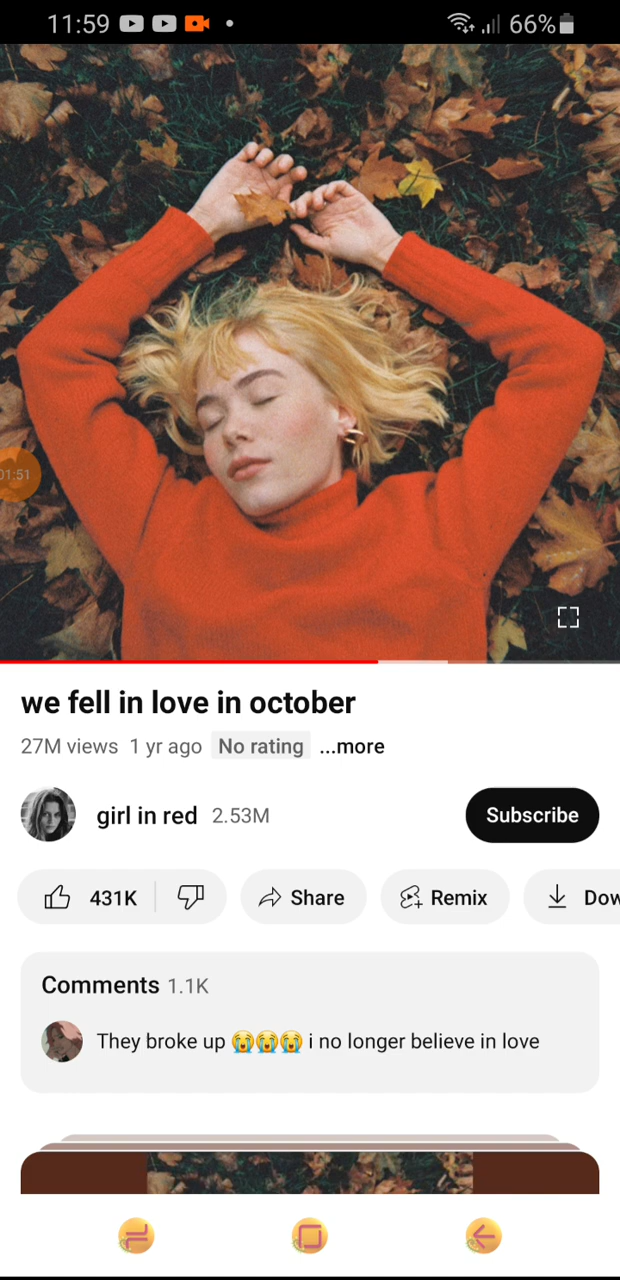 11:59 66%
01:51
we fell in love in october
27M views 1 yr ago No rating ...more
girl in red 2.53M Subscribe
431K Share Remix Dow
Comments 1.1K
They broke up 😭😭😭 i no longer believe in love